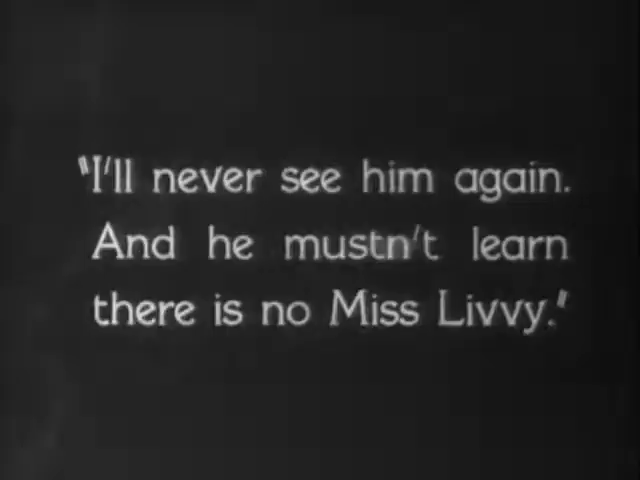 "I'll never see him again.
And he mustn't learn
there is no Miss Livvy."